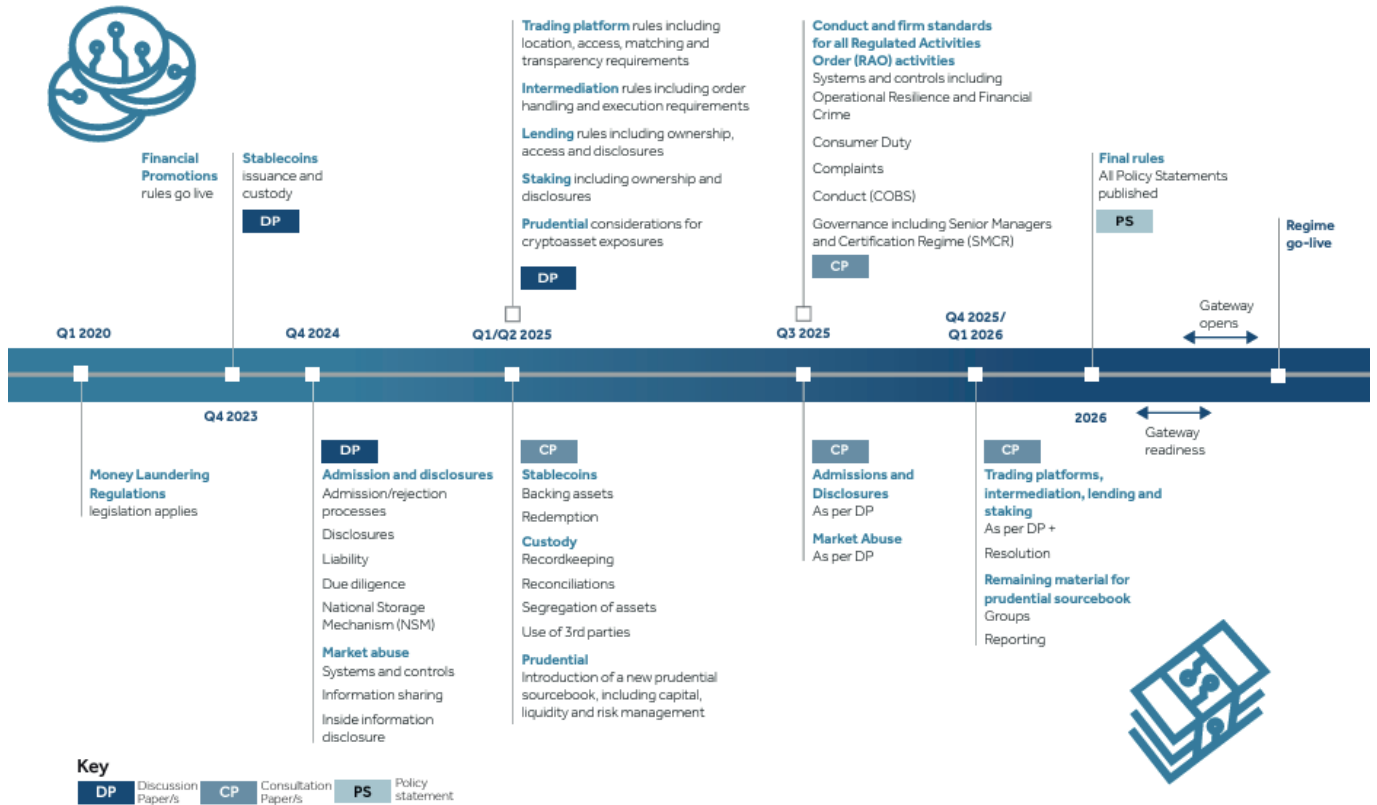 Financial
Promotions
rules go live
Stablecoins
issuance and
custody
DP
Trading platform rules including
location, access, matching and
transparency requirements
Intermediation rules including order
handling and execution requirements
Lending rules including ownership,
access and disclosures
Staking including ownership and
disclosures
Prudential considerations for
cryptoasset exposures
DP
Conduct and firm standards
for all Regulated Activities
Order (RAO) activities
Systems and controls including
Operational Resilience and Financial
Crime
Consumer Duty
Complaints
Conduct (COBS)
Governance including Senior Managers
and Certification Regime (SMCR)
CP
Final rules
All Policy Statements
published
PS
Regime
go-live
Gateway
opens
Q1 2020
Q4 2024
Q1/Q2 2025
Q3 2025
Q4 2025/
Q1 2026
Q4 2023
2026
Gateway
readiness
Money Laundering
Regulations
legislation applies
DP
Admission and disclosures
Admission/rejection
processes
Disclosures
Liability
Due diligence
National Storage
Mechanism (NSM)
Market abuse
Systems and controls
Information sharing
Inside information
disclosure
CP
Stablecoins
Backing assets
Redemption
Custody
Recordkeeping
Reconciliations
Segregation of assets
Use of 3rd parties
Prudential
Introduction of a new prudential
sourcebook, including capital,
liquidity and risk management
CP
Admissions and
Disclosures
As per DP
Market Abuse
As per DP
CP
Trading platforms,
intermediation, lending and
staking
As per DP +
Resolution
Remaining material for
prudential sourcebook
Groups
Reporting
Key
DP
Discussion
Paper/s
CP
Consultation
Paper/s
PS
Policy
statement